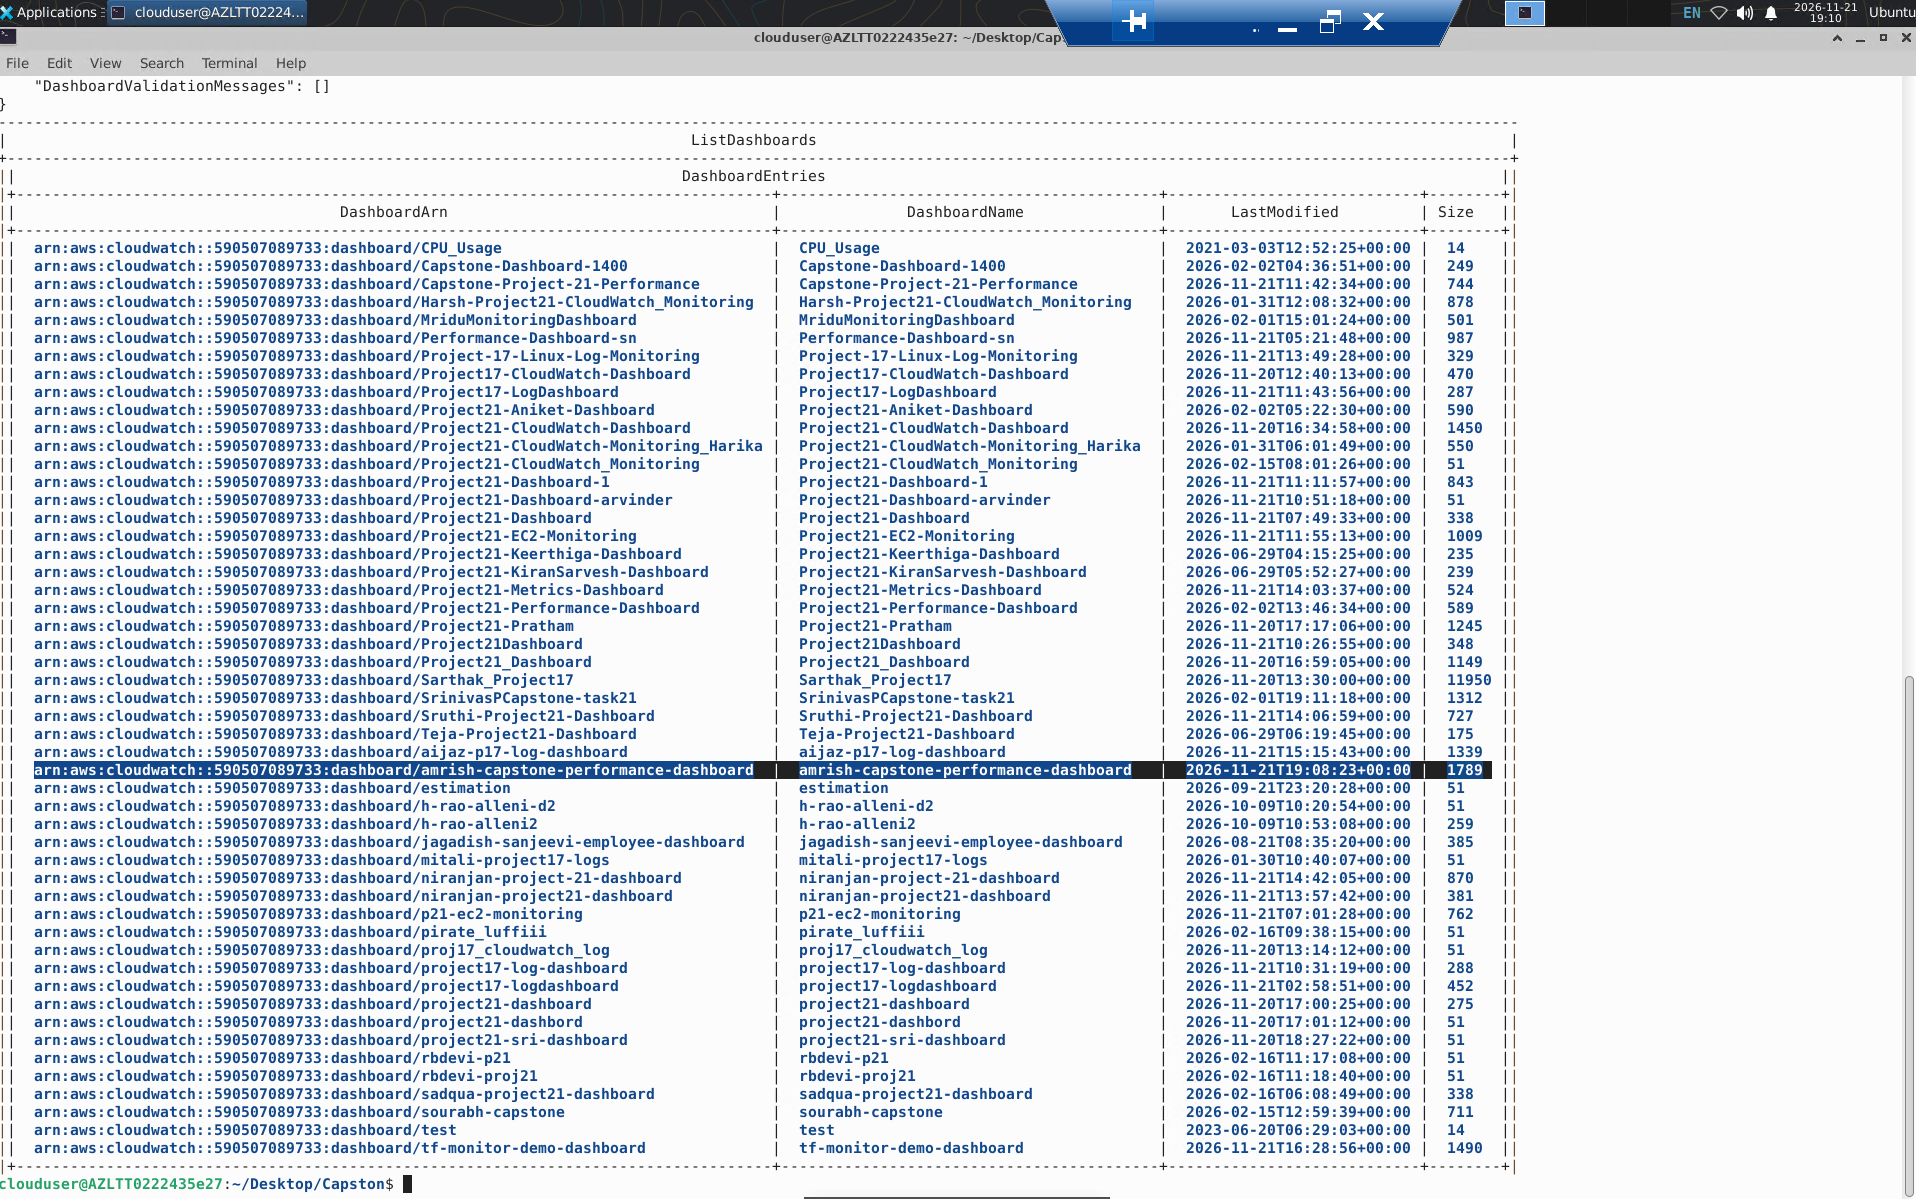 Applications clouduser@AZLTT02224... EN 2026-11-21 19:10 Ubuntu
clouduser@AZLTT0222435e27: ~/Desktop/Cap
File Edit View Search Terminal Help
"DashboardValidationMessages": []
}
ListDashboards
DashboardEntries
DashboardArn | DashboardName | LastModified | Size
arn:aws:cloudwatch::590507089733:dashboard/CPU_Usage | CPU_Usage | 2021-03-03T12:52:25+00:00 | 14
arn:aws:cloudwatch::590507089733:dashboard/Capstone-Dashboard-1400 | Capstone-Dashboard-1400 | 2026-02-02T04:36:51+00:00 | 249
arn:aws:cloudwatch::590507089733:dashboard/Capstone-Project-21-Performance | Capstone-Project-21-Performance | 2026-11-21T11:42:34+00:00 | 744
arn:aws:cloudwatch::590507089733:dashboard/Harsh-Project21-CloudWatch_Monitoring | Harsh-Project21-CloudWatch_Monitoring | 2026-01-31T12:08:32+00:00 | 878
arn:aws:cloudwatch::590507089733:dashboard/MriduMonitoringDashboard | MriduMonitoringDashboard | 2026-02-01T15:01:24+00:00 | 501
arn:aws:cloudwatch::590507089733:dashboard/Performance-Dashboard-sn | Performance-Dashboard-sn | 2026-11-21T05:21:48+00:00 | 987
arn:aws:cloudwatch::590507089733:dashboard/Project-17-Linux-Log-Monitoring | Project-17-Linux-Log-Monitoring | 2026-11-21T13:49:28+00:00 | 329
arn:aws:cloudwatch::590507089733:dashboard/Project17-CloudWatch-Dashboard | Project17-CloudWatch-Dashboard | 2026-11-20T12:40:13+00:00 | 470
arn:aws:cloudwatch::590507089733:dashboard/Project17-LogDashboard | Project17-LogDashboard | 2026-11-21T11:43:56+00:00 | 287
arn:aws:cloudwatch::590507089733:dashboard/Project21-Aniket-Dashboard | Project21-Aniket-Dashboard | 2026-02-02T05:22:30+00:00 | 590
arn:aws:cloudwatch::590507089733:dashboard/Project21-CloudWatch-Dashboard | Project21-CloudWatch-Dashboard | 2026-11-20T16:34:58+00:00 | 1450
arn:aws:cloudwatch::590507089733:dashboard/Project21-CloudWatch-Monitoring_Harika | Project21-CloudWatch-Monitoring_Harika | 2026-01-31T06:01:49+00:00 | 550
arn:aws:cloudwatch::590507089733:dashboard/Project21-CloudWatch_Monitoring | Project21-CloudWatch_Monitoring | 2026-02-15T08:01:26+00:00 | 51
arn:aws:cloudwatch::590507089733:dashboard/Project21-Dashboard-1 | Project21-Dashboard-1 | 2026-11-21T11:11:57+00:00 | 843
arn:aws:cloudwatch::590507089733:dashboard/Project21-Dashboard-arvinder | Project21-Dashboard-arvinder | 2026-11-21T10:51:18+00:00 | 51
arn:aws:cloudwatch::590507089733:dashboard/Project21-Dashboard | Project21-Dashboard | 2026-11-21T07:49:33+00:00 | 338
arn:aws:cloudwatch::590507089733:dashboard/Project21-EC2-Monitoring | Project21-EC2-Monitoring | 2026-11-21T11:55:13+00:00 | 1009
arn:aws:cloudwatch::590507089733:dashboard/Project21-Keerthiga-Dashboard | Project21-Keerthiga-Dashboard | 2026-06-29T04:15:25+00:00 | 235
arn:aws:cloudwatch::590507089733:dashboard/Project21-KiranSarvesh-Dashboard | Project21-KiranSarvesh-Dashboard | 2026-06-29T05:52:27+00:00 | 239
arn:aws:cloudwatch::590507089733:dashboard/Project21-Metrics-Dashboard | Project21-Metrics-Dashboard | 2026-11-21T14:03:37+00:00 | 524
arn:aws:cloudwatch::590507089733:dashboard/Project21-Performance-Dashboard | Project21-Performance-Dashboard | 2026-02-02T13:46:34+00:00 | 589
arn:aws:cloudwatch::590507089733:dashboard/Project21-Pratham | Project21-Pratham | 2026-11-20T17:17:06+00:00 | 1245
arn:aws:cloudwatch::590507089733:dashboard/Project21Dashboard | Project21Dashboard | 2026-11-21T10:26:55+00:00 | 348
arn:aws:cloudwatch::590507089733:dashboard/Project21_Dashboard | Project21_Dashboard | 2026-11-20T16:59:05+00:00 | 1149
arn:aws:cloudwatch::590507089733:dashboard/Sarthak_Project17 | Sarthak_Project17 | 2026-11-20T13:30:00+00:00 | 11950
arn:aws:cloudwatch::590507089733:dashboard/SrinivasPCapstone-task21 | SrinivasPCapstone-task21 | 2026-02-01T19:11:18+00:00 | 1312
arn:aws:cloudwatch::590507089733:dashboard/Sruthi-Project21-Dashboard | Sruthi-Project21-Dashboard | 2026-11-21T14:06:59+00:00 | 727
arn:aws:cloudwatch::590507089733:dashboard/Teja-Project21-Dashboard | Teja-Project21-Dashboard | 2026-06-29T06:19:45+00:00 | 175
arn:aws:cloudwatch::590507089733:dashboard/aijaz-p17-log-dashboard | aijaz-p17-log-dashboard | 2026-11-21T15:15:43+00:00 | 1339
arn:aws:cloudwatch::590507089733:dashboard/amrish-capstone-performance-dashboard | amrish-capstone-performance-dashboard | 2026-11-21T19:08:23+00:00 | 1789
arn:aws:cloudwatch::590507089733:dashboard/estimation | estimation | 2026-09-21T23:20:28+00:00 | 51
arn:aws:cloudwatch::590507089733:dashboard/h-rao-alleni-d2 | h-rao-alleni-d2 | 2026-10-09T10:20:54+00:00 | 51
arn:aws:cloudwatch::590507089733:dashboard/h-rao-alleni2 | h-rao-alleni2 | 2026-10-09T10:53:08+00:00 | 259
arn:aws:cloudwatch::590507089733:dashboard/jagadish-sanjeevi-employee-dashboard | jagadish-sanjeevi-employee-dashboard | 2026-08-21T08:35:20+00:00 | 385
arn:aws:cloudwatch::590507089733:dashboard/mitali-project17-logs | mitali-project17-logs | 2026-01-30T10:40:07+00:00 | 51
arn:aws:cloudwatch::590507089733:dashboard/niranjan-project-21-dashboard | niranjan-project-21-dashboard | 2026-11-21T14:42:05+00:00 | 870
arn:aws:cloudwatch::590507089733:dashboard/niranjan-project21-dashboard | niranjan-project21-dashboard | 2026-11-21T13:57:42+00:00 | 381
arn:aws:cloudwatch::590507089733:dashboard/p21-ec2-monitoring | p21-ec2-monitoring | 2026-11-21T07:01:28+00:00 | 762
arn:aws:cloudwatch::590507089733:dashboard/pirate_luffiii | pirate_luffiii | 2026-02-16T09:38:15+00:00 | 51
arn:aws:cloudwatch::590507089733:dashboard/proj17_cloudwatch_log | proj17_cloudwatch_log | 2026-11-20T13:14:12+00:00 | 51
arn:aws:cloudwatch::590507089733:dashboard/project17-log-dashboard | project17-log-dashboard | 2026-11-21T10:31:19+00:00 | 288
arn:aws:cloudwatch::590507089733:dashboard/project17-logdashboard | project17-logdashboard | 2026-11-21T02:58:51+00:00 | 452
arn:aws:cloudwatch::590507089733:dashboard/project21-dashboard | project21-dashboard | 2026-11-20T17:00:25+00:00 | 275
arn:aws:cloudwatch::590507089733:dashboard/project21-dashbord | project21-dashbord | 2026-11-20T17:01:12+00:00 | 51
arn:aws:cloudwatch::590507089733:dashboard/project21-sri-dashboard | project21-sri-dashboard | 2026-11-20T18:27:22+00:00 | 51
arn:aws:cloudwatch::590507089733:dashboard/rbdevi-p21 | rbdevi-p21 | 2026-02-16T11:17:08+00:00 | 51
arn:aws:cloudwatch::590507089733:dashboard/rbdevi-proj21 | rbdevi-proj21 | 2026-02-16T11:18:40+00:00 | 51
arn:aws:cloudwatch::590507089733:dashboard/sadqua-project21-dashboard | sadqua-project21-dashboard | 2026-02-16T06:08:49+00:00 | 338
arn:aws:cloudwatch::590507089733:dashboard/sourabh-capstone | sourabh-capstone | 2026-02-15T12:59:39+00:00 | 711
arn:aws:cloudwatch::590507089733:dashboard/test | test | 2023-06-20T06:29:03+00:00 | 14
arn:aws:cloudwatch::590507089733:dashboard/tf-monitor-demo-dashboard | tf-monitor-demo-dashboard | 2026-11-21T16:28:56+00:00 | 1490
clouduser@AZLTT0222435e27:~/Desktop/Capston$